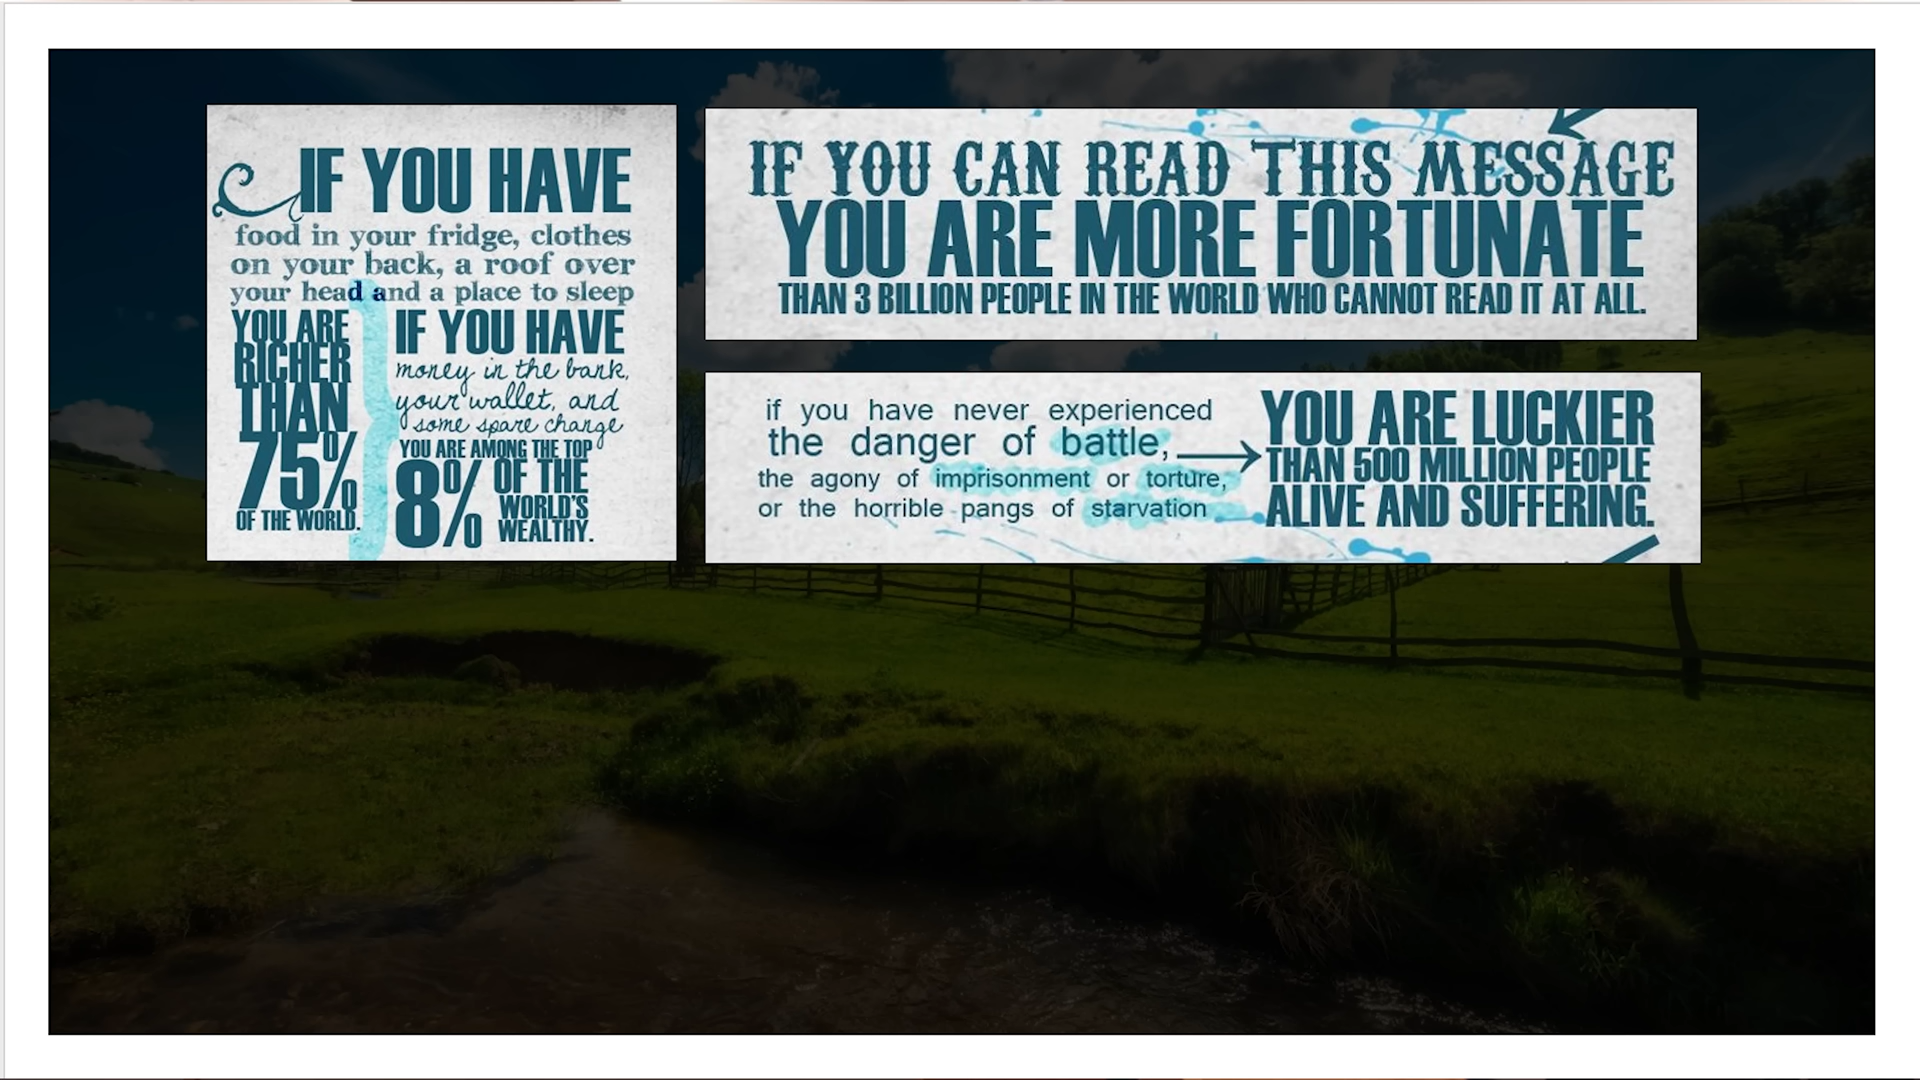 IF YOU HAVE
food in your fridge, clothes
on your back, a roof over
your head and a place to sleep
YOU ARE
RICHER
THAN
75%
OF THE WORLD.
IF YOU HAVE
money in the bank,
your wallet, and
some spare change
YOU ARE AMONG THE TOP
8% OF THE
WORLD'S
WEALTHY.
IF YOU CAN READ THIS MESSAGE
YOU ARE MORE FORTUNATE
THAN 3 BILLION PEOPLE IN THE WORLD WHO CANNOT READ IT AT ALL.
if you have never experienced
the danger of battle,
the agony of imprisonment or torture,
or the horrible pangs of starvation
YOU ARE LUCKIER
THAN 500 MILLION PEOPLE
ALIVE AND SUFFERING.